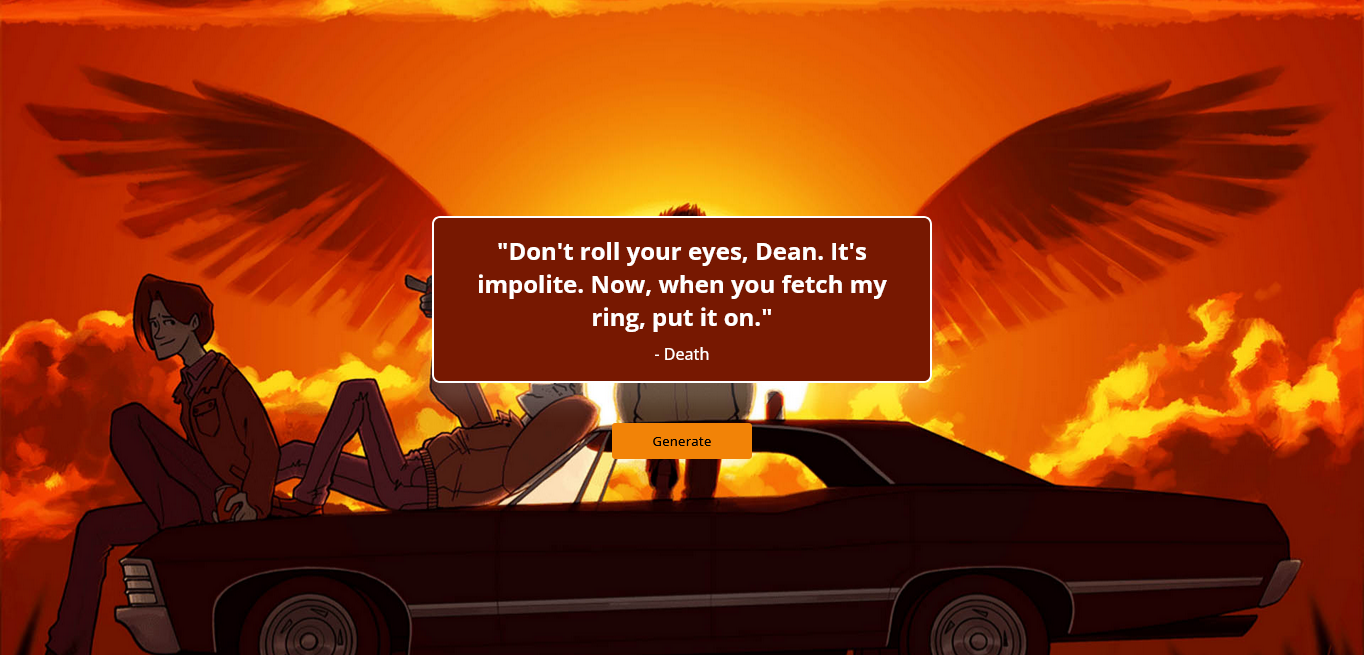 "Don't roll your eyes, Dean. It's
impolite. Now, when you fetch my
ring, put it on."
- Death
Generate